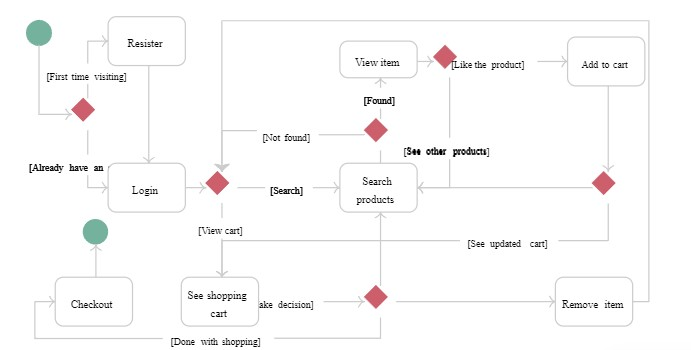 Resister
View item
[Like the product]
Add to cart
[First time visiting]
[Found]
[Not found]
[See other products]
[Already have an
Login
[Search]
Search
products
[View cart]
[See updated cart]
Checkout
See shopping
cart
ake decision]
Remove item
[Done with shopping]